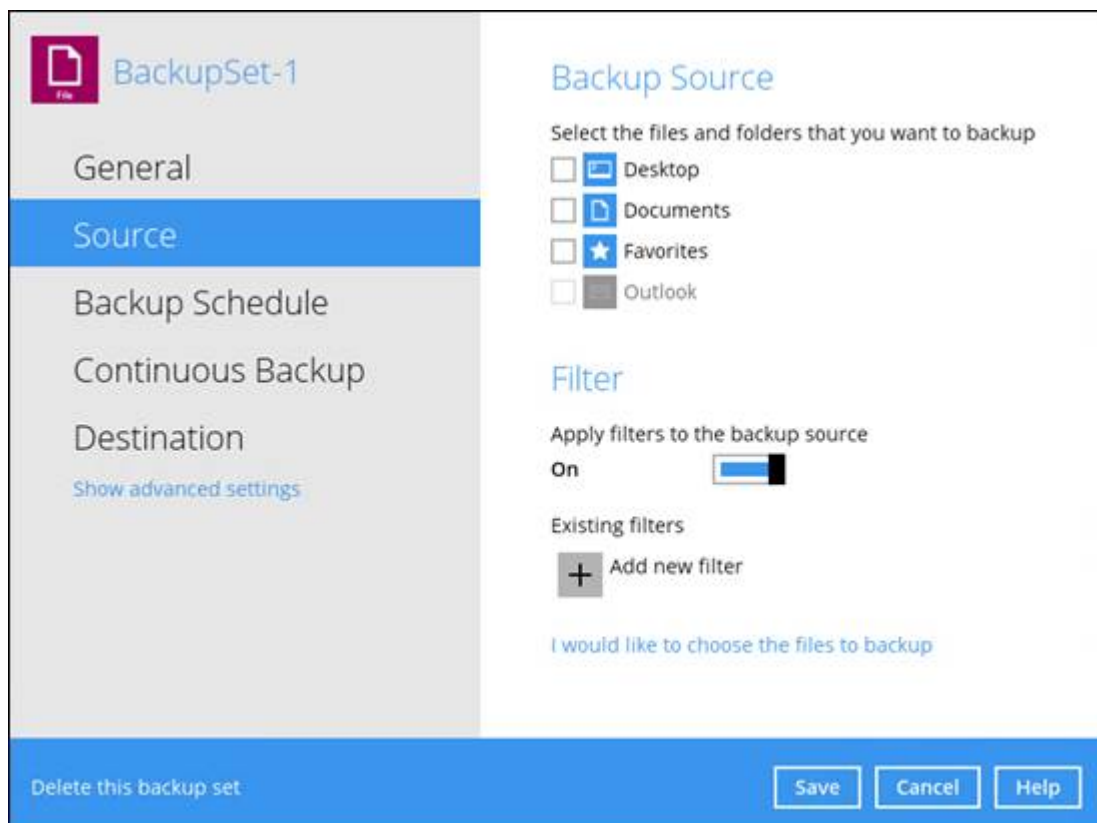 File
BackupSet-1
General
Source
Backup Schedule
Continuous Backup
Destination
Show advanced settings
Backup Source
Select the files and folders that you want to backup
Desktop
Documents
Favorites
Outlook
Filter
Apply filters to the backup source
On
Existing filters
Add new filter
I would like to choose the files to backup
Delete this backup set
Save
Cancel
Help